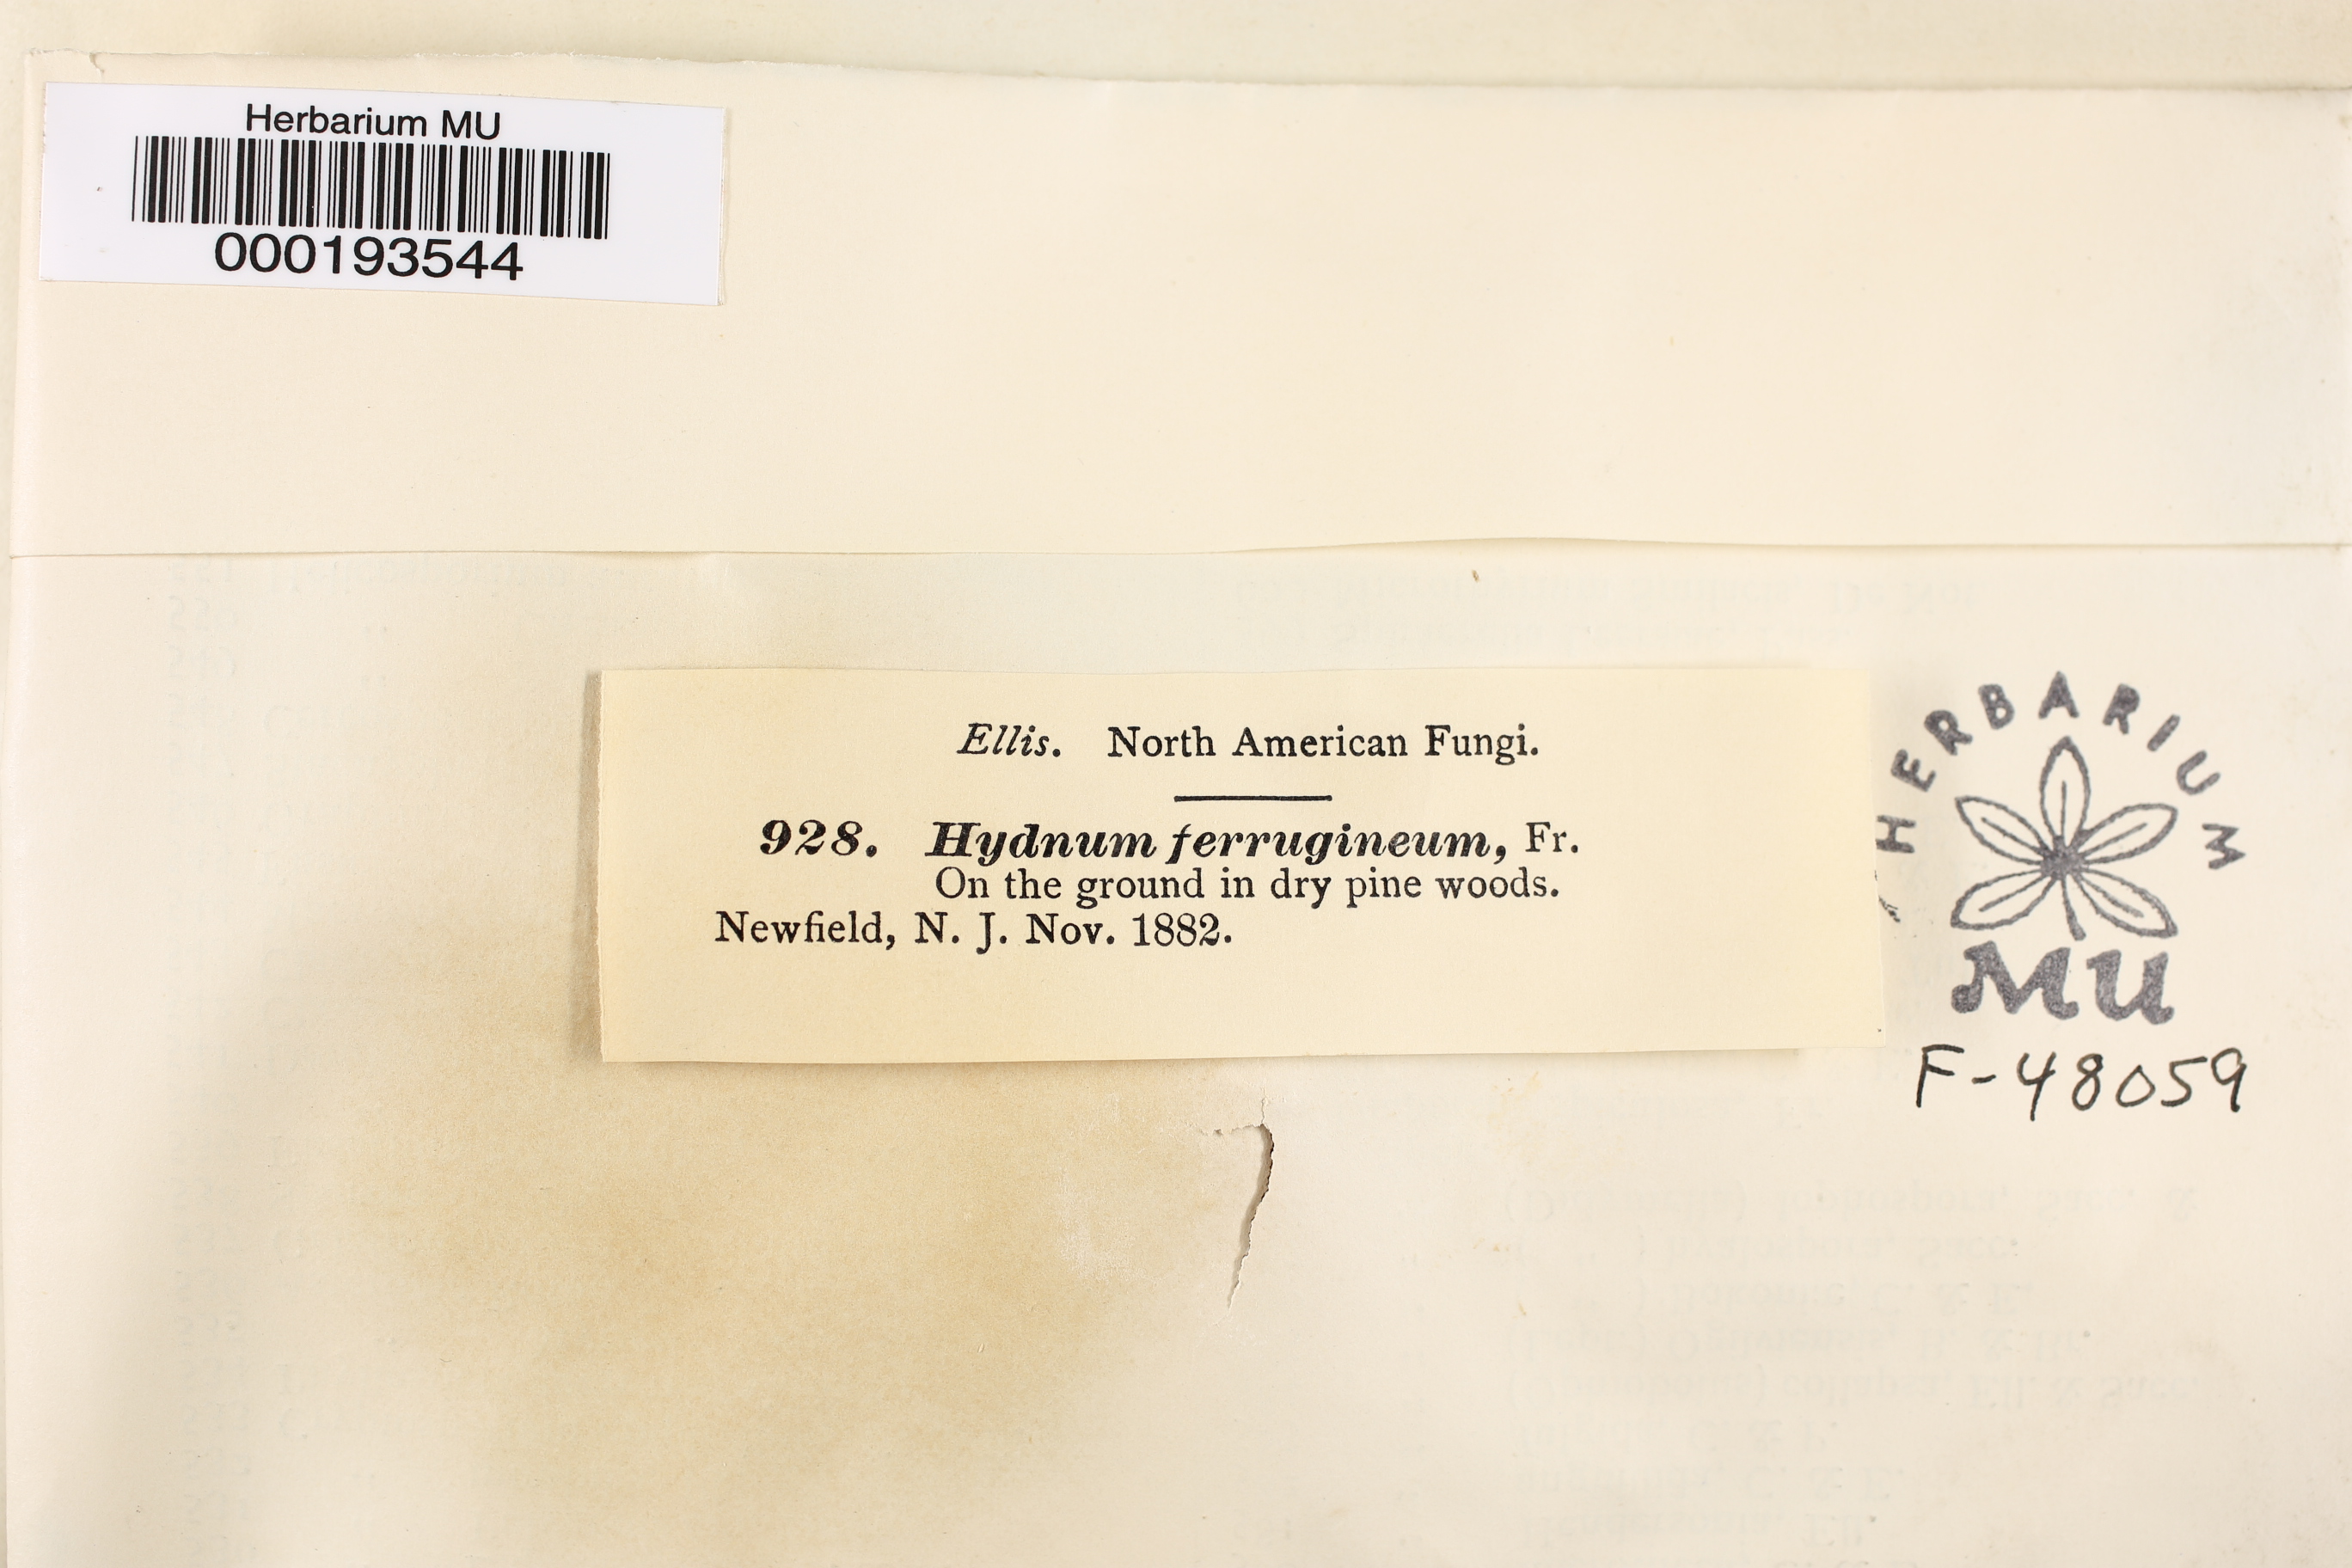 Herbarium MU
000193544
Ellis. North American Fungi.
928. Hydnum ferrugineum, Fr.
On the ground in dry pine woods.
Newfield, N. J. Nov. 1882.
HERBARIUM
MU
F-48059